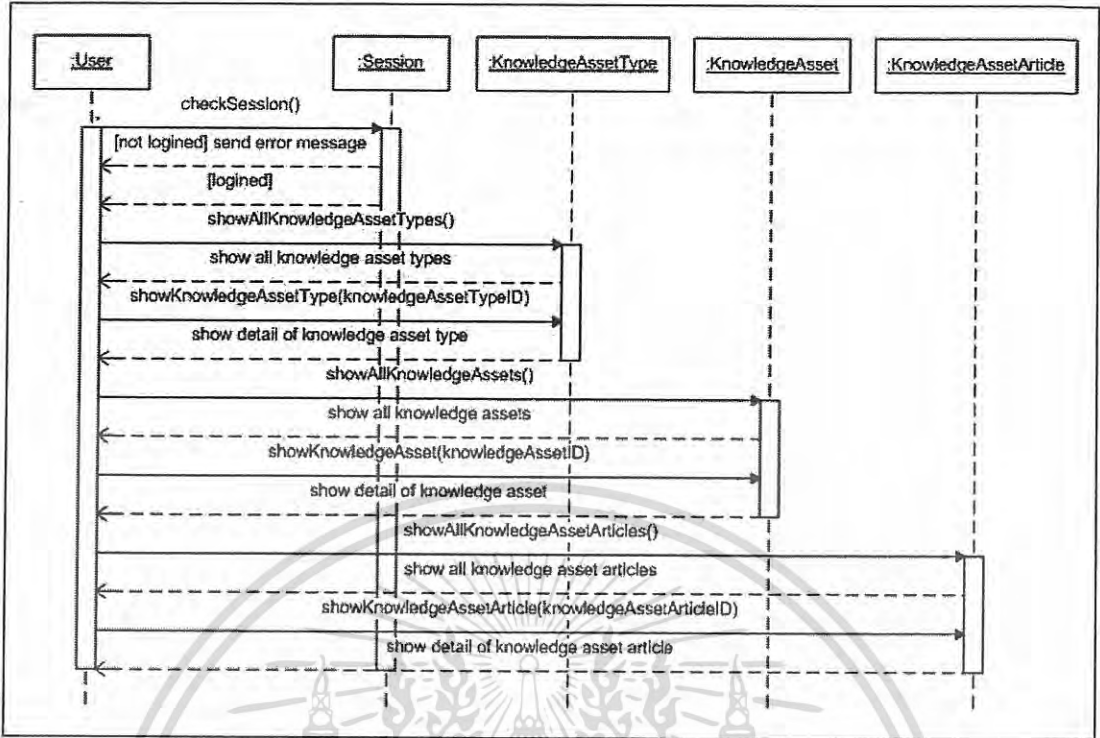 :User
:Session
:KnowledgeAssetType
:KnowledgeAsset
:KnowledgeAssetArticle
checkSession()
[not logined] send error message
[logined]
showAllKnowledgeAssetTypes()
show all knowledge asset types
showKnowledgeAssetType(knowledgeAssetTypeID)
show detail of knowledge asset type
showAllKnowledgeAssets()
show all knowledge assets
showKnowledgeAsset(knowledgeAssetID)
show detail of knowledge asset
showAllKnowledgeAssetArticles()
show all knowledge asset articles
showKnowledgeAssetArticle(knowledgeAssetArticleID)
show detail of knowledge asset article